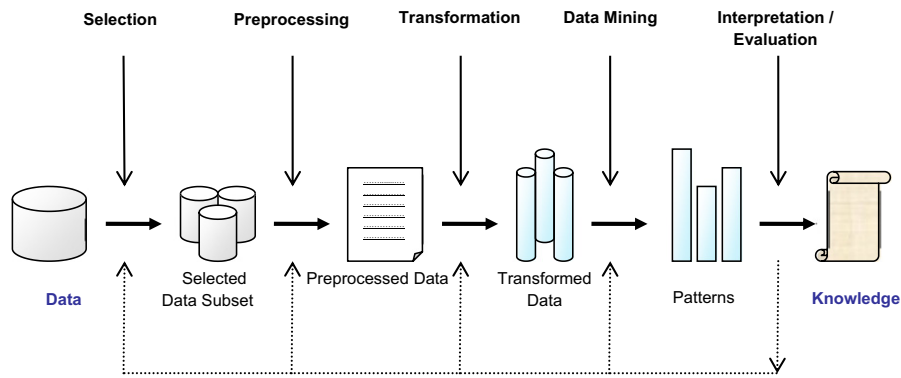 Selection
Preprocessing
Transformation
Data Mining
Interpretation /
Evaluation
Data
Selected
Data Subset
Preprocessed Data
Transformed
Data
Patterns
Knowledge